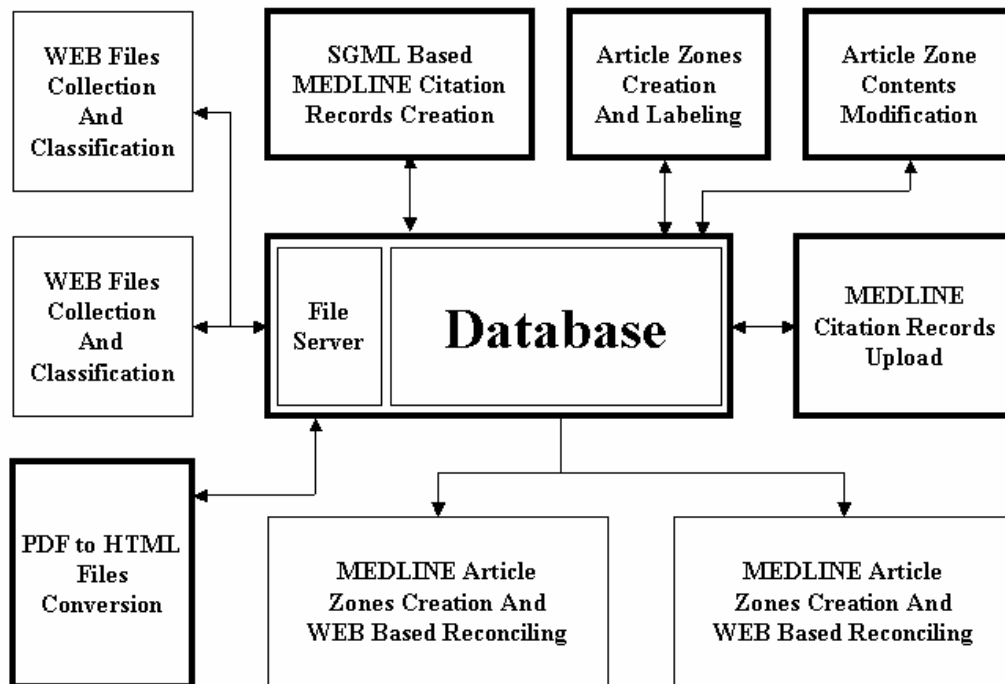 WEB Files
Collection
And
Classification
SGML Based
MEDLINE Citation
Records Creation
Article Zones
Creation
And Labeling
Article Zone
Contents
Modification
WEB Files
Collection
And
Classification
File
Server
Database
MEDLINE
Citation Records
Upload
PDF to HTML
Files
Conversion
MEDLINE Article
Zones Creation And
WEB Based Reconciling
MEDLINE Article
Zones Creation And
WEB Based Reconciling